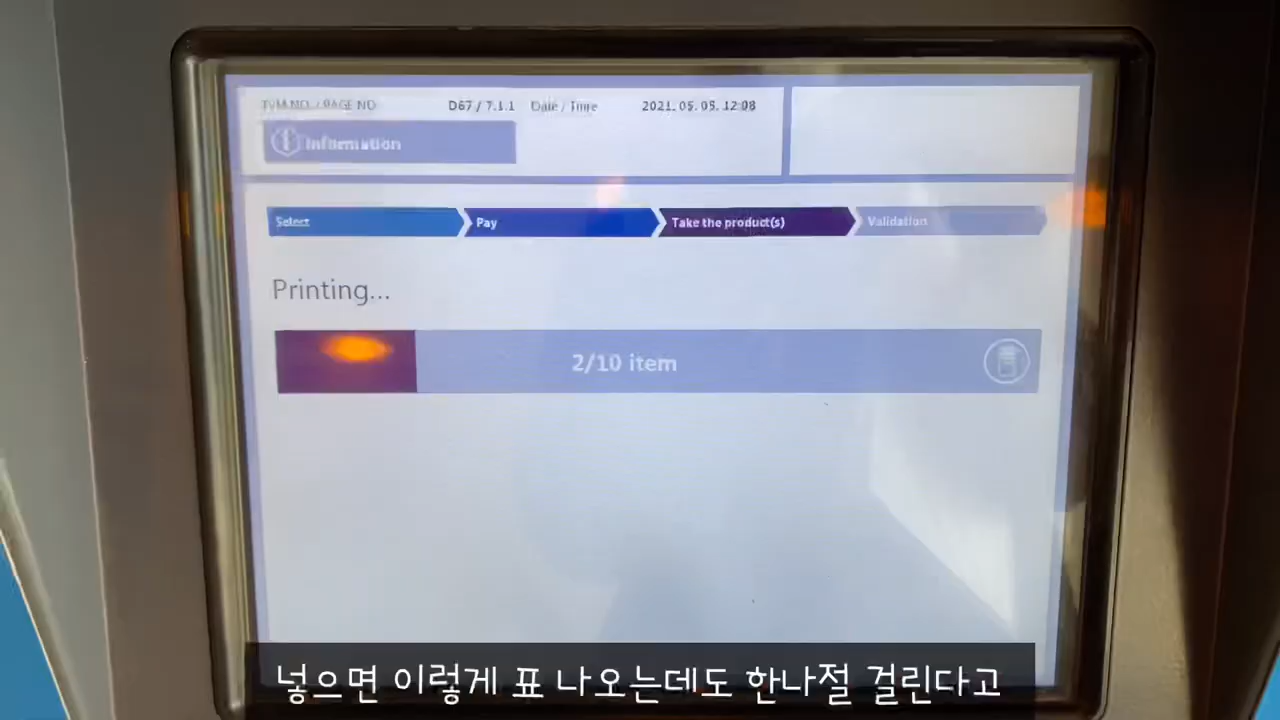 TVM NO. / PAGE NO D67 / 7.1.1 Date / Time 2021. 05. 05. 12:08
Information
Select Pay Take the product(s) Validation
Printing...
2/10 item
넣으면 이렇게 표 나오는데도 한나절 걸린다고